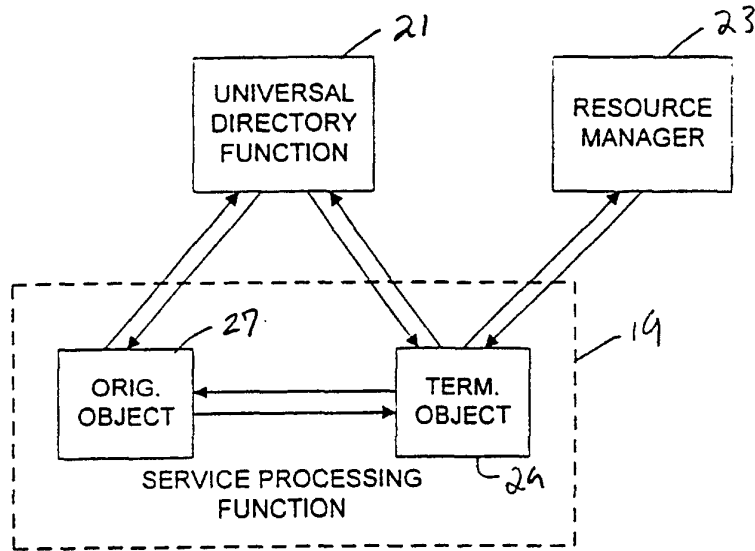 21
23
UNIVERSAL
DIRECTORY
FUNCTION
RESOURCE
MANAGER
27
19
ORIG.
OBJECT
TERM.
OBJECT
29
SERVICE PROCESSING
FUNCTION